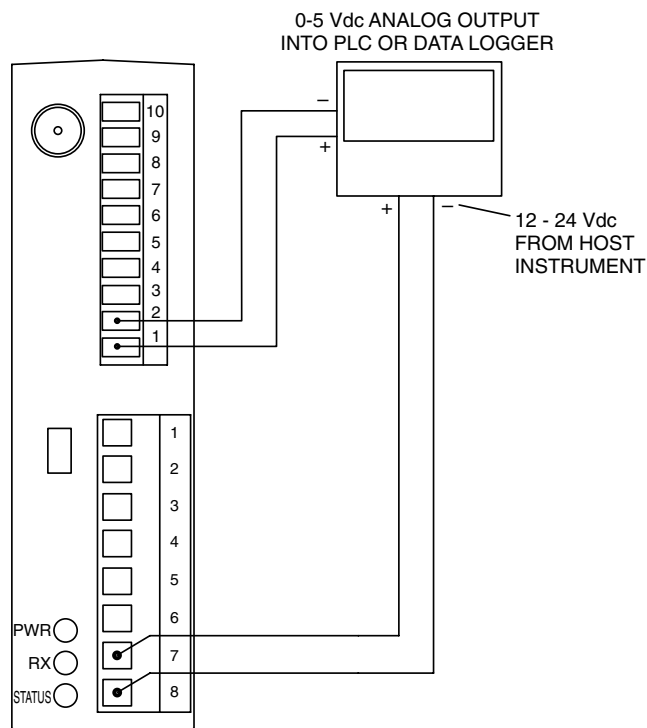 0-5 Vdc ANALOG OUTPUT
INTO PLC OR DATA LOGGER
10
9
8
7
6
5
4
3
2
1
–
+
+
–
12 - 24 Vdc
FROM HOST
INSTRUMENT
1
2
3
4
5
6
7
8
PWR
RX
STATUS